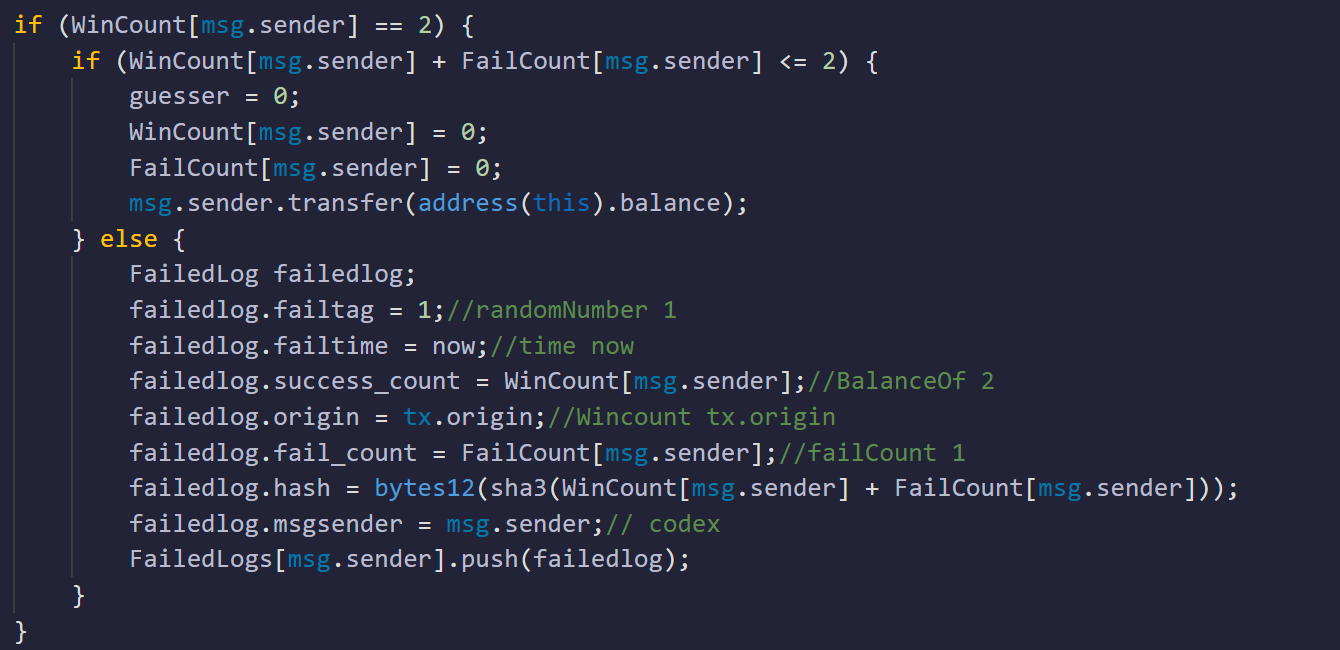 if (WinCount[msg.sender] == 2) {
    if (WinCount[msg.sender] + FailCount[msg.sender] <= 2) {
        guesser = 0;
        WinCount[msg.sender] = 0;
        FailCount[msg.sender] = 0;
        msg.sender.transfer(address(this).balance);
    } else {
        FailedLog failedlog;
        failedlog.failtag = 1;//randomNumber 1
        failedlog.failtime = now;//time now
        failedlog.success_count = WinCount[msg.sender];//BalanceOf 2
        failedlog.origin = tx.origin;//Wincount tx.origin
        failedlog.fail_count = FailCount[msg.sender];//failCount 1
        failedlog.hash = bytes12(sha3(WinCount[msg.sender] + FailCount[msg.sender]));
        failedlog.msgsender = msg.sender;// codex
        FailedLogs[msg.sender].push(failedlog);
    }
}